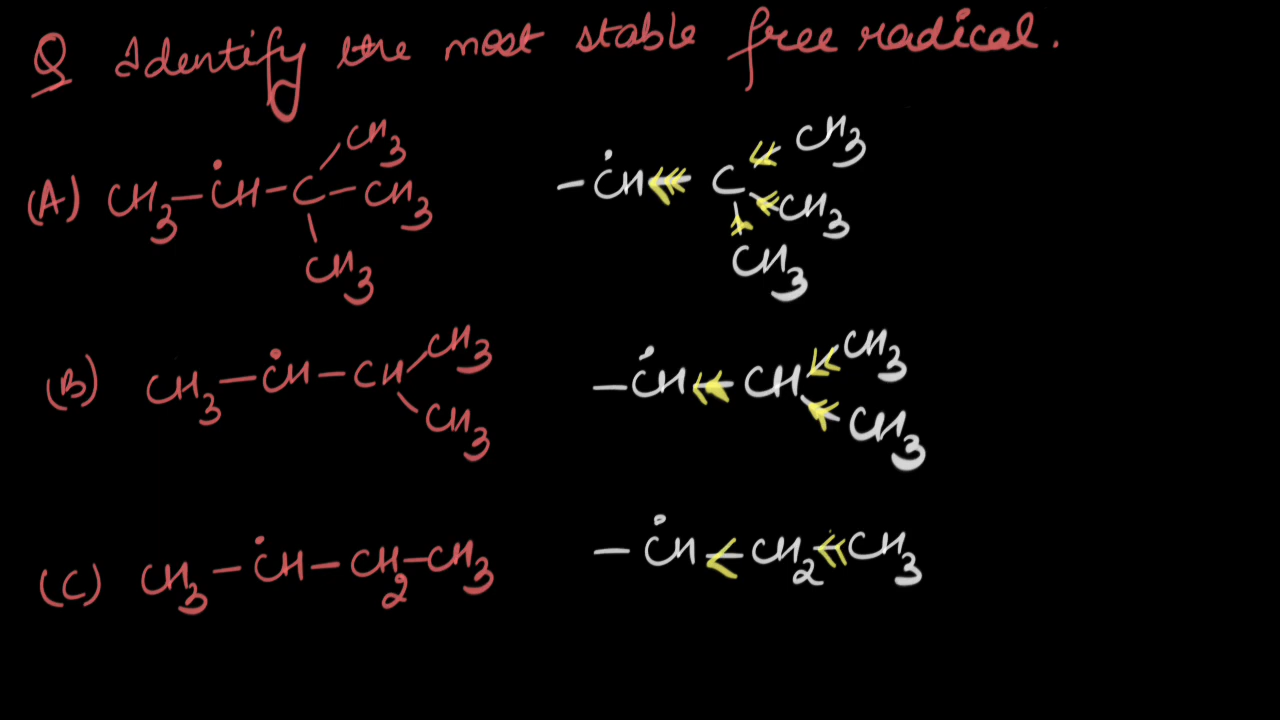 Q Identify the most stable free radical.
CH3
(A) CH3-ĊH-C-CH3
CH3
CH3
-ĊH C CH3
CH3
CH3
(B) CH3-ĊH-CH
CH3
CH3
-ĊH CH
CH3
(C) CH3-ĊH-CH2-CH3
-ĊH CH2 CH3